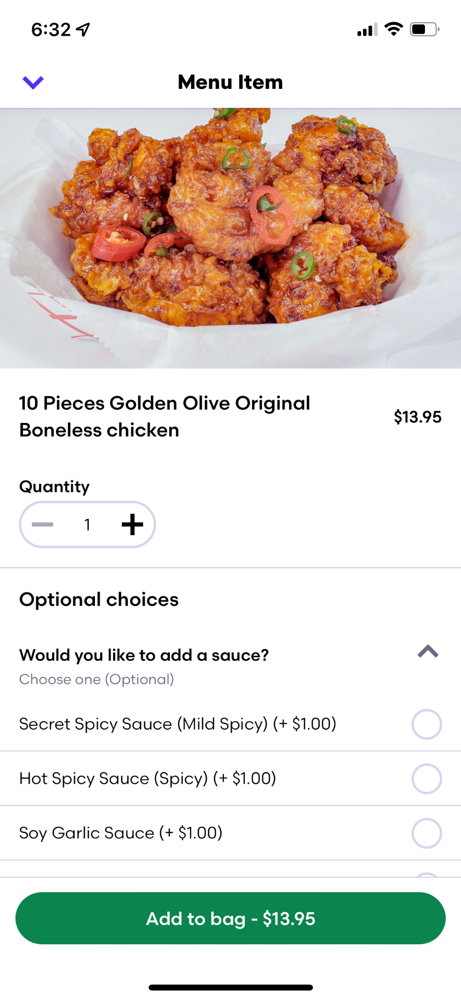 6:32
Menu Item
10 Pieces Golden Olive Original
Boneless chicken
$13.95
Quantity
1
Optional choices
Would you like to add a sauce?
Choose one (Optional)
Secret Spicy Sauce (Mild Spicy) (+ $1.00)
Hot Spicy Sauce (Spicy) (+ $1.00)
Soy Garlic Sauce (+ $1.00)
Add to bag - $13.95